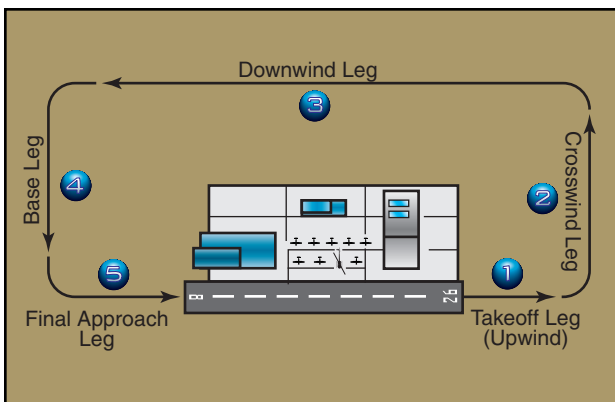 Downwind Leg
3
Base Leg
4
Crosswind Leg
2
5
1
8
26
Final Approach
Leg
Takeoff Leg
(Upwind)